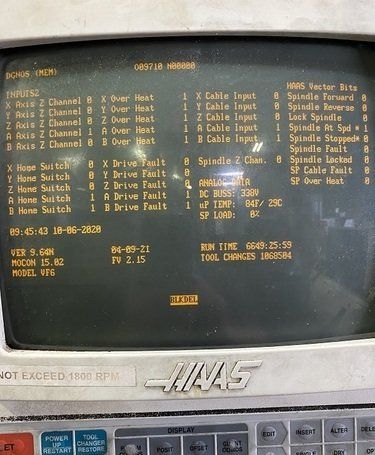 DGNOS (MEM) O09710 N00000
INPUTS2 HAAS Vector Bits
X Axis Z Channel 0 X Over Heat 1 X Cable Input 0 Spindle Forward 0
Y Axis Z Channel 0 Y Over Heat 1 Y Cable Input 0 Spindle Reverse 0
Z Axis Z Channel 0 Z Over Heat 1 Z Cable Input 0 Lock Spindle 0
A Axis Z Channel 1 A Over Heat 1 A Cable Input 1 Spindle At Spd * 1
B Axis Z Channel 0 B Over Heat 1 B Cable Input 0 Spindle Stopped* 1
Spindle Fault 0
X Home Switch 0 X Drive Fault 0 Spindle Z Chan. 0 Spindle Locked 0
Y Home Switch 0 Y Drive Fault 0 SP Cable Fault 0
Z Home Switch 0 Z Drive Fault 0 ANALOG DATA SP Over Heat 0
A Home Switch 1 A Drive Fault 1 DC BUSS: 338V
B Home Switch 1 B Drive Fault 1 uP TEMP: 84F/ 29C
SP LOAD: 0%
09:45:43 10-06-2020
VER 9.64N 04-09-21 RUN TIME 6649:25:59
MOCON 15.02 FV 2.15 TOOL CHANGES 1068504
MODEL VF6
BLKDEL
NOT EXCEED 1800 RPM
HAAS
DISPLAY
LET POWER UP RESTART TOOL CHANGER RESTORE POSIT OFSET EDIT INSERT ALTER
SINGLE DRY